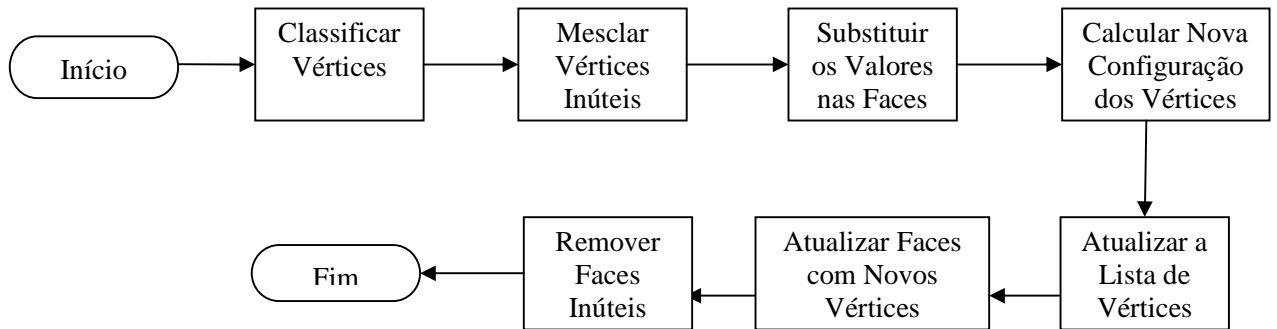 Início
Classificar
Vértices
Mesclar
Vértices
Inúteis
Substituir
os Valores
nas Faces
Calcular Nova
Configuração
dos Vértices
Atualizar a
Lista de
Vértices
Atualizar Faces
com Novos
Vértices
Remover
Faces
Inúteis
Fim